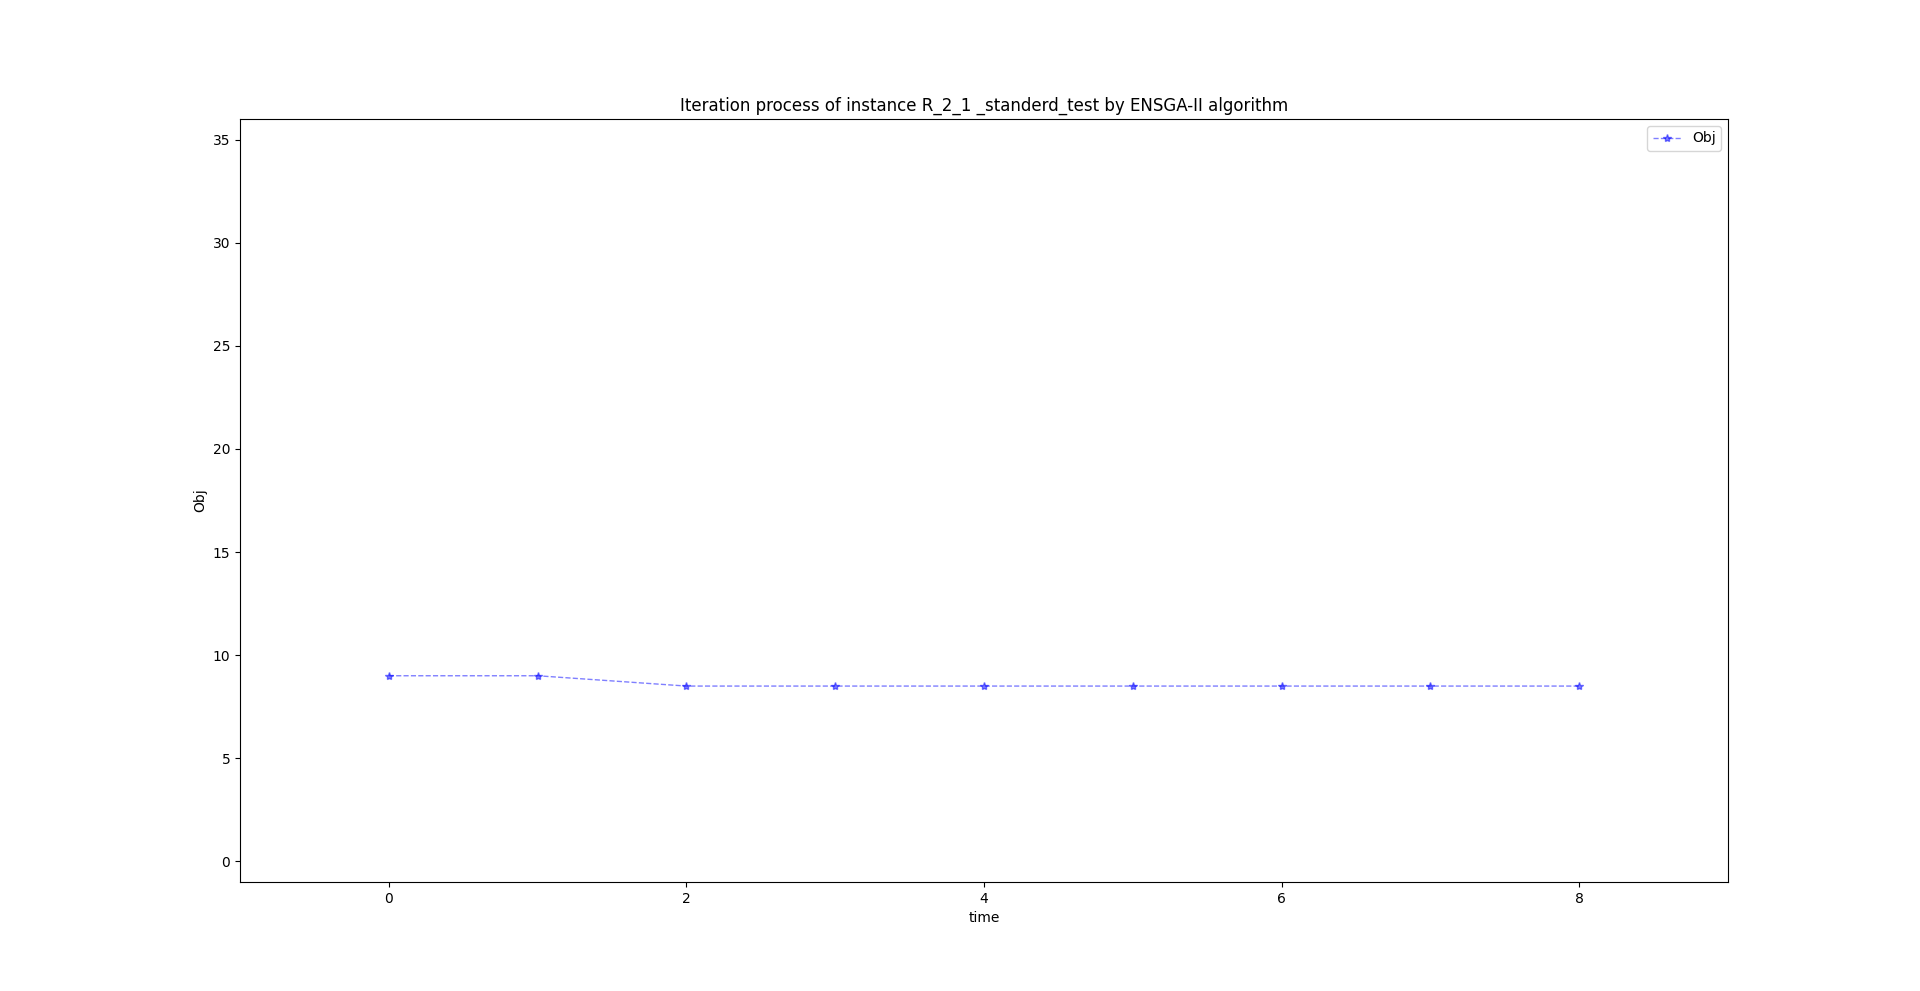 Iteration process of instance R_2_1 _standerd_test by ENSGA-II algorithm
Obj
35
30
25
20
15
10
5
0
Obj
0 2 4 6 8
time